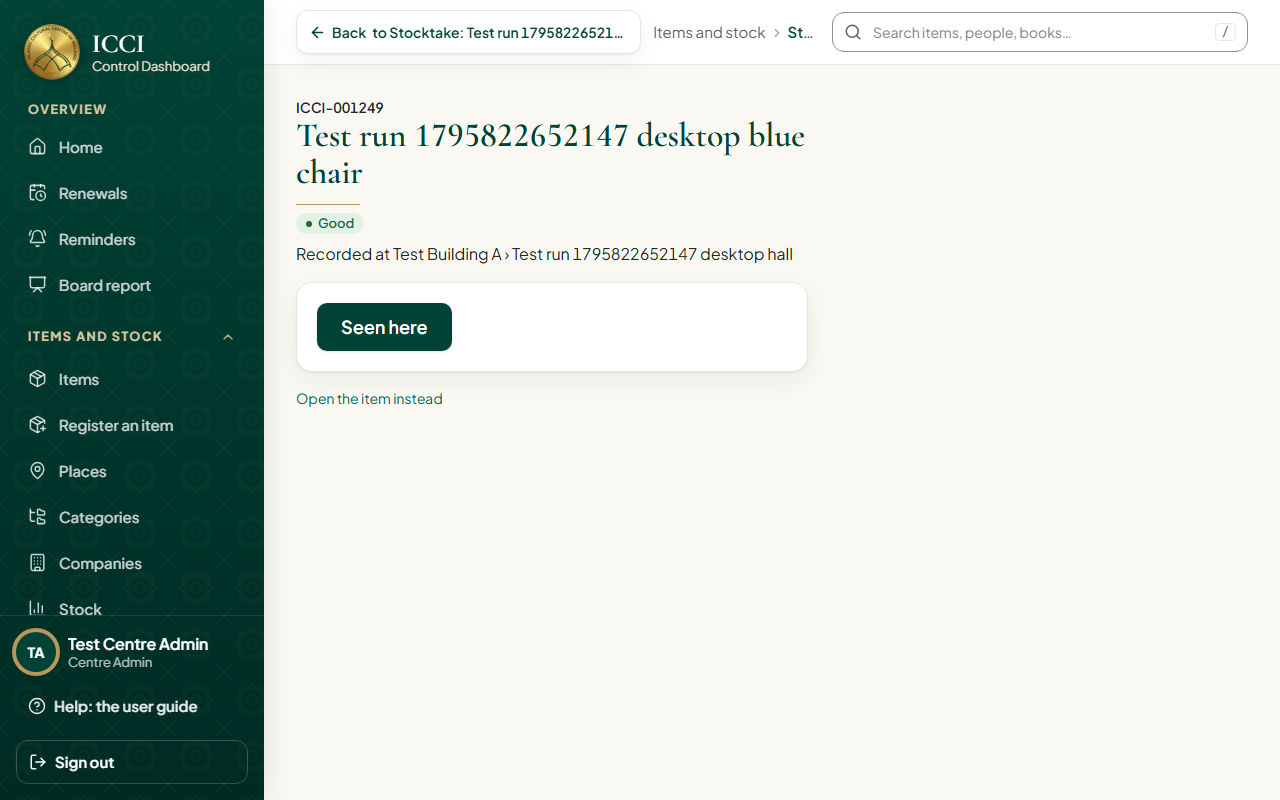 ICCI
Control Dashboard
OVERVIEW
Home
Renewals
Reminders
Board report
ITEMS AND STOCK
Items
Register an item
Places
Categories
Companies
Stock
TA
Test Centre Admin
Centre Admin
Help: the user guide
Sign out
Back to Stocktake: Test run 17958226521…
Items and stock › St…
Search items, people, books…
/
ICCI-001249
Test run 1795822652147 desktop blue
chair
Good
Recorded at Test Building A › Test run 1795822652147 desktop hall
Seen here
Open the item instead